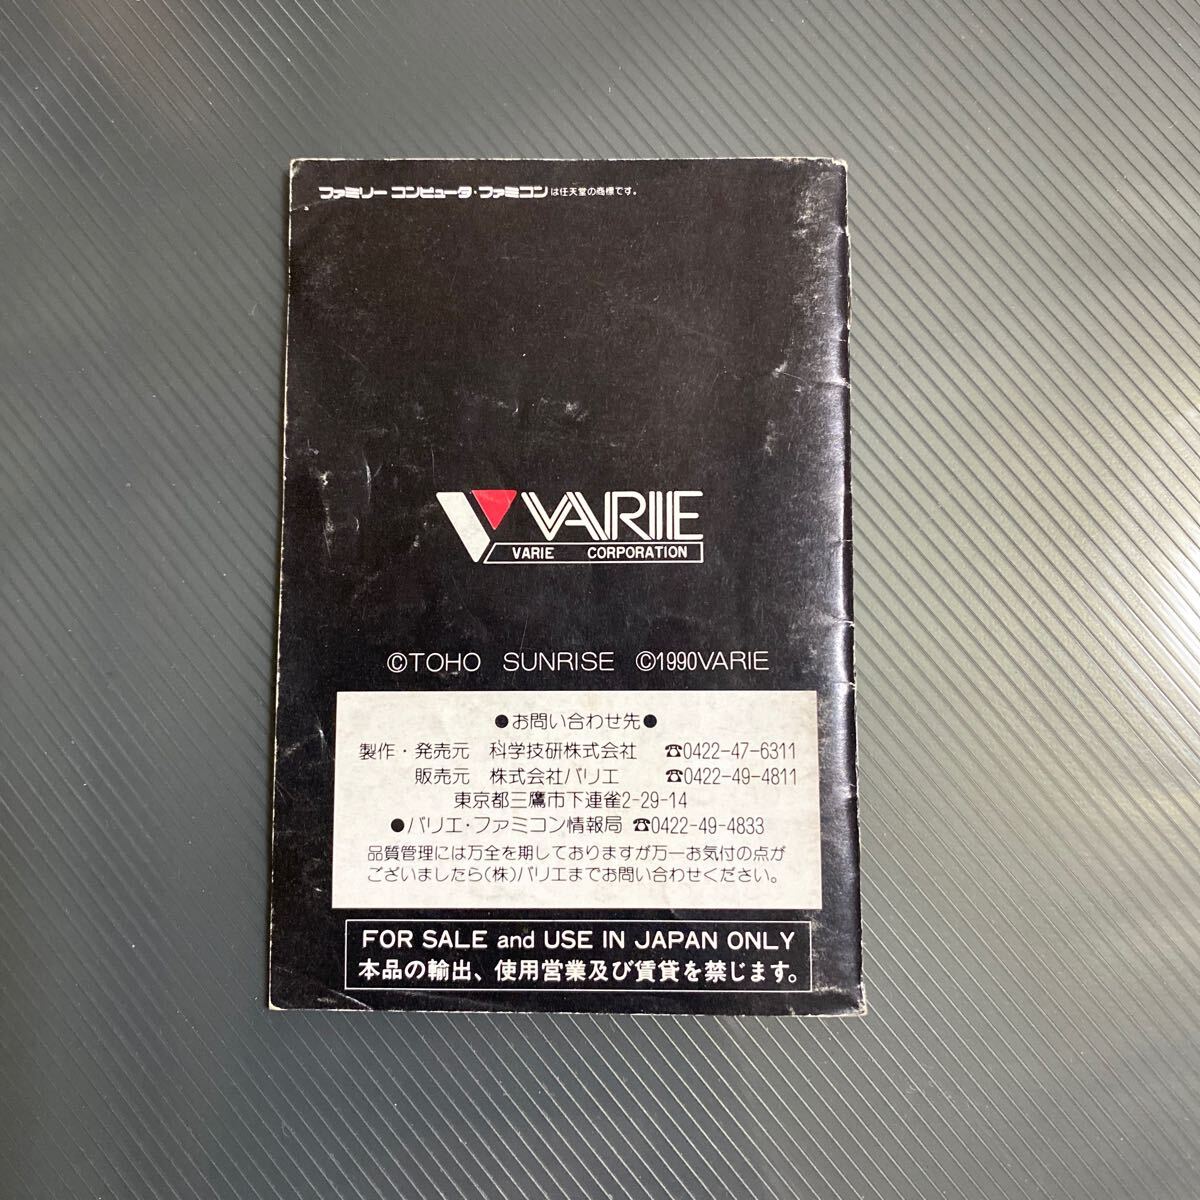 ファミリー コンピュータ・ファミコンは任天堂の商標です。
VARIE
VARIE CORPORATION
©TOHO SUNRISE ©1990VARIE
●お問い合わせ先●
製作・発売元 科学技研株式会社 ☎0422-47-6311
販売元 株式会社バリエ ☎0422-49-4811
東京都三鷹市下連雀2-29-14
●バリエ・ファミコン情報局 ☎0422-49-4833
品質管理には万全を期しておりますが万一お気付の点が
ございましたら(株)バリエまでお問い合わせください。
FOR SALE and USE IN JAPAN ONLY
本品の輸出、使用営業及び賃貸を禁じます。